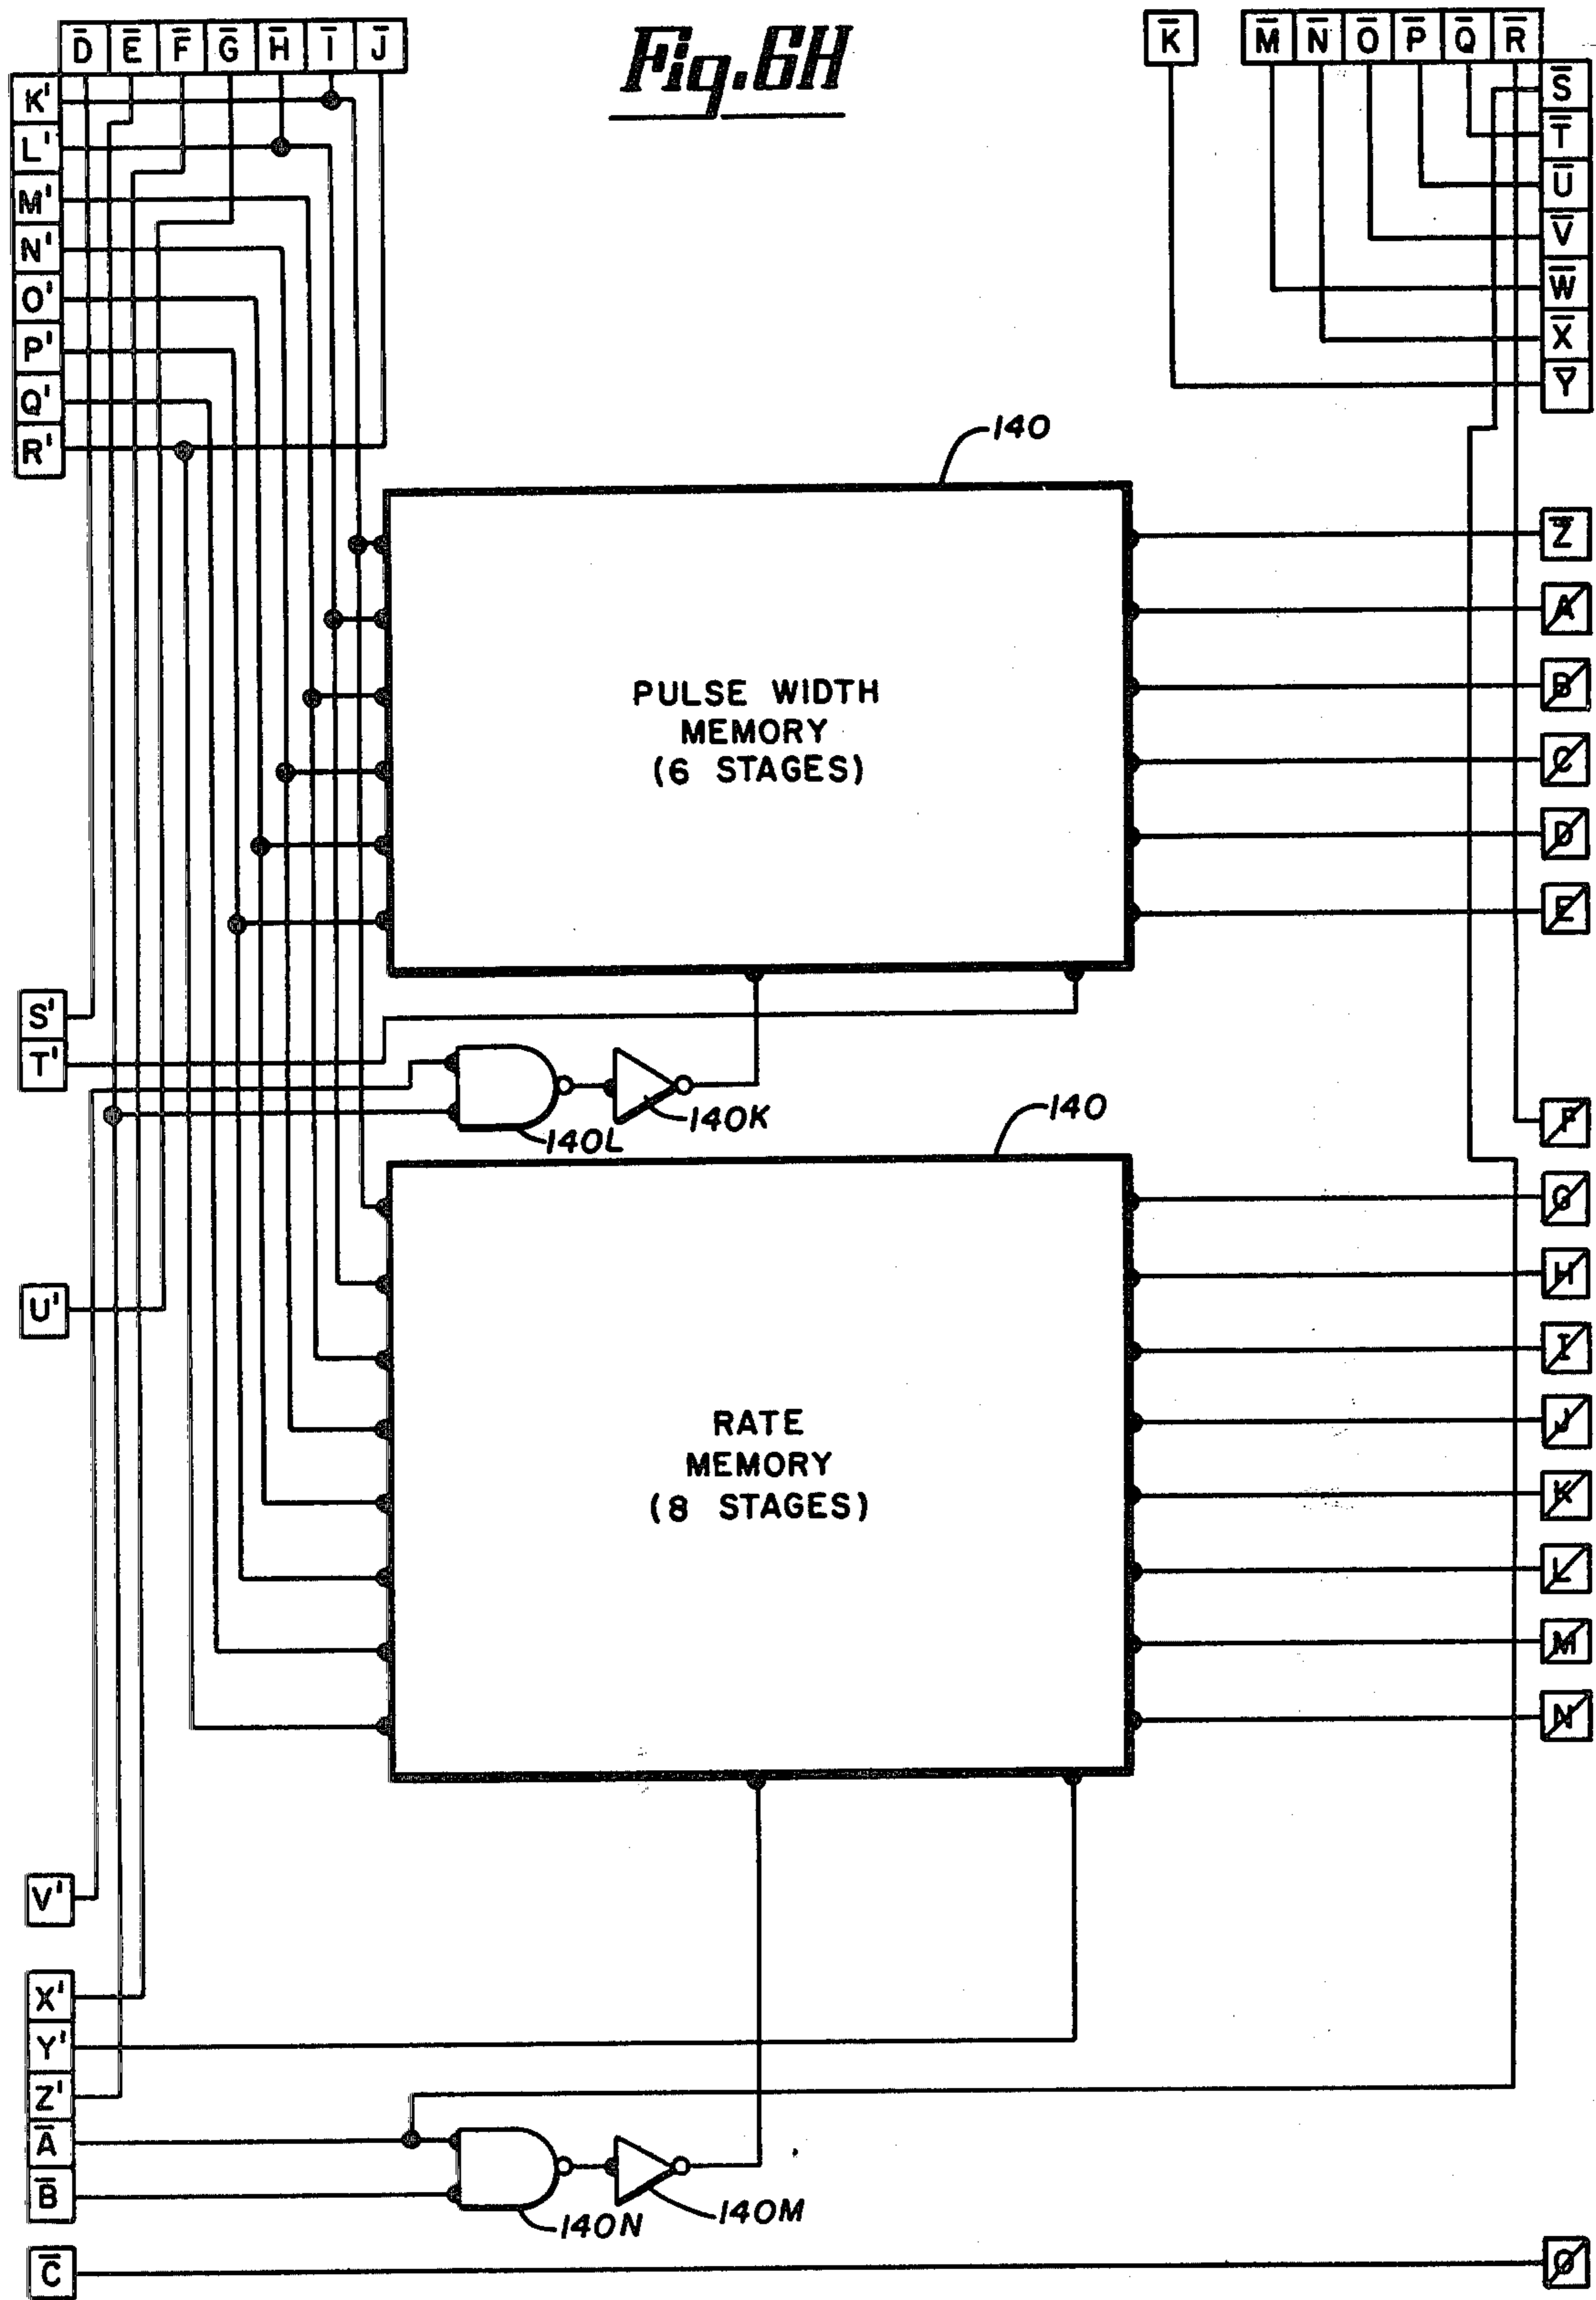 D̅ E̅ F̅ G̅ H̅ I̅ J̅
Fig.6H
K̅ M̅ N̅ O̅ P̅ Q̅ R̅
K'
L'
M'
N'
O'
P'
Q'
R'
S̅
T̅
U̅
V̅
W̅
X̅
Y̅
140
PULSE WIDTH
MEMORY
(6 STAGES)
Z̅
A̸
B̸
C̸
D̸
E̸
S'
T'
140L
140K
F̸
140
U'
RATE
MEMORY
(8 STAGES)
G̸
H̸
I̸
J̸
K̸
L̸
M̸
N̸
V'
X'
Y'
Z'
A̅
B̅
140N
140M
C̅
O̸